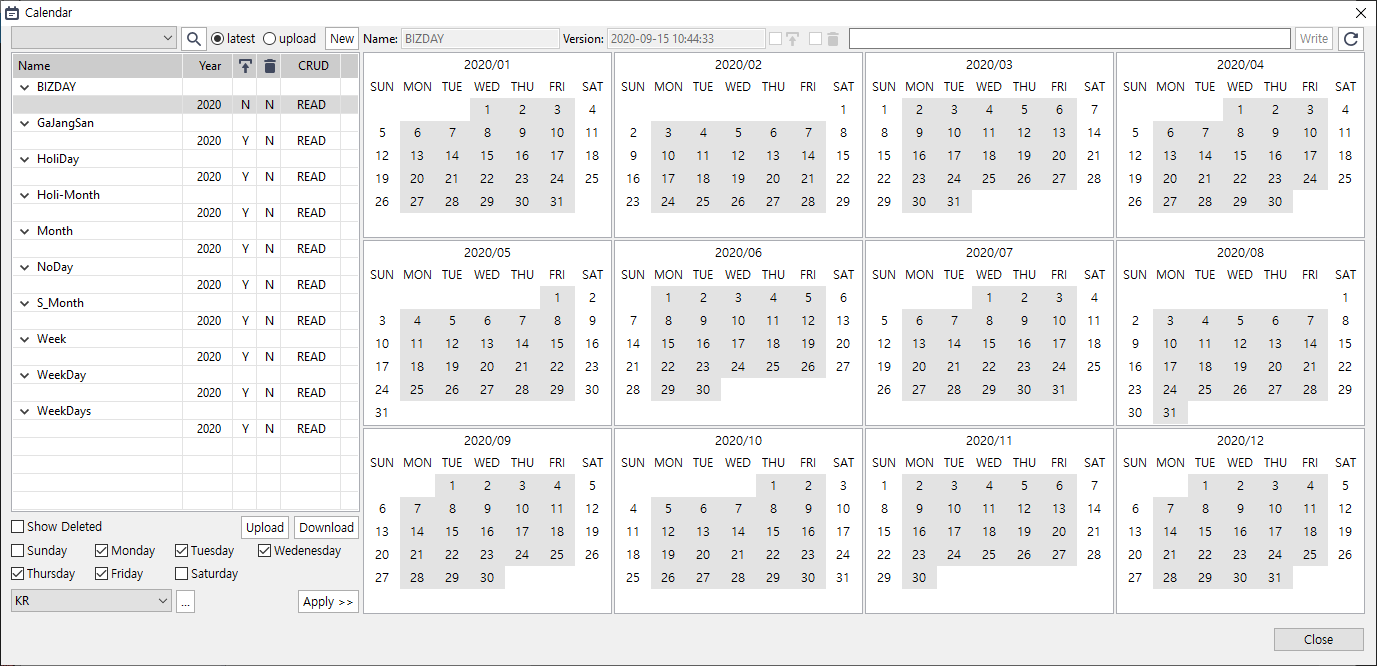 Calendar
latest upload New Name: BIZDAY Version: 2020-09-15 10:44:33 Write
Name Year CRUD
BIZDAY
2020 N N READ
GaJangSan
2020 Y N READ
HoliDay
2020 Y N READ
Holi-Month
2020 Y N READ
Month
2020 Y N READ
NoDay
2020 Y N READ
S_Month
2020 Y N READ
Week
2020 Y N READ
WeekDay
2020 Y N READ
WeekDays
2020 Y N READ
Show Deleted Upload Download
Sunday Monday Tuesday Wedenesday
Thursday Friday Saturday
KR ... Apply >>
2020/01
SUN MON TUE WED THU FRI SAT
1 2 3 4
5 6 7 8 9 10 11
12 13 14 15 16 17 18
19 20 21 22 23 24 25
26 27 28 29 30 31
2020/02
SUN MON TUE WED THU FRI SAT
1
2 3 4 5 6 7 8
9 10 11 12 13 14 15
16 17 18 19 20 21 22
23 24 25 26 27 28 29
2020/03
SUN MON TUE WED THU FRI SAT
1 2 3 4 5 6 7
8 9 10 11 12 13 14
15 16 17 18 19 20 21
22 23 24 25 26 27 28
29 30 31
2020/04
SUN MON TUE WED THU FRI SAT
1 2 3 4
5 6 7 8 9 10 11
12 13 14 15 16 17 18
19 20 21 22 23 24 25
26 27 28 29 30
2020/05
SUN MON TUE WED THU FRI SAT
1 2
3 4 5 6 7 8 9
10 11 12 13 14 15 16
17 18 19 20 21 22 23
24 25 26 27 28 29 30
31
2020/06
SUN MON TUE WED THU FRI SAT
1 2 3 4 5 6
7 8 9 10 11 12 13
14 15 16 17 18 19 20
21 22 23 24 25 26 27
28 29 30
2020/07
SUN MON TUE WED THU FRI SAT
1 2 3 4
5 6 7 8 9 10 11
12 13 14 15 16 17 18
19 20 21 22 23 24 25
26 27 28 29 30 31
2020/08
SUN MON TUE WED THU FRI SAT
1
2 3 4 5 6 7 8
9 10 11 12 13 14 15
16 17 18 19 20 21 22
23 24 25 26 27 28 29
30 31
2020/09
SUN MON TUE WED THU FRI SAT
1 2 3 4 5
6 7 8 9 10 11 12
13 14 15 16 17 18 19
20 21 22 23 24 25 26
27 28 29 30
2020/10
SUN MON TUE WED THU FRI SAT
1 2 3
4 5 6 7 8 9 10
11 12 13 14 15 16 17
18 19 20 21 22 23 24
25 26 27 28 29 30 31
2020/11
SUN MON TUE WED THU FRI SAT
1 2 3 4 5 6 7
8 9 10 11 12 13 14
15 16 17 18 19 20 21
22 23 24 25 26 27 28
29 30
2020/12
SUN MON TUE WED THU FRI SAT
1 2 3 4 5
6 7 8 9 10 11 12
13 14 15 16 17 18 19
20 21 22 23 24 25 26
27 28 29 30 31
Close